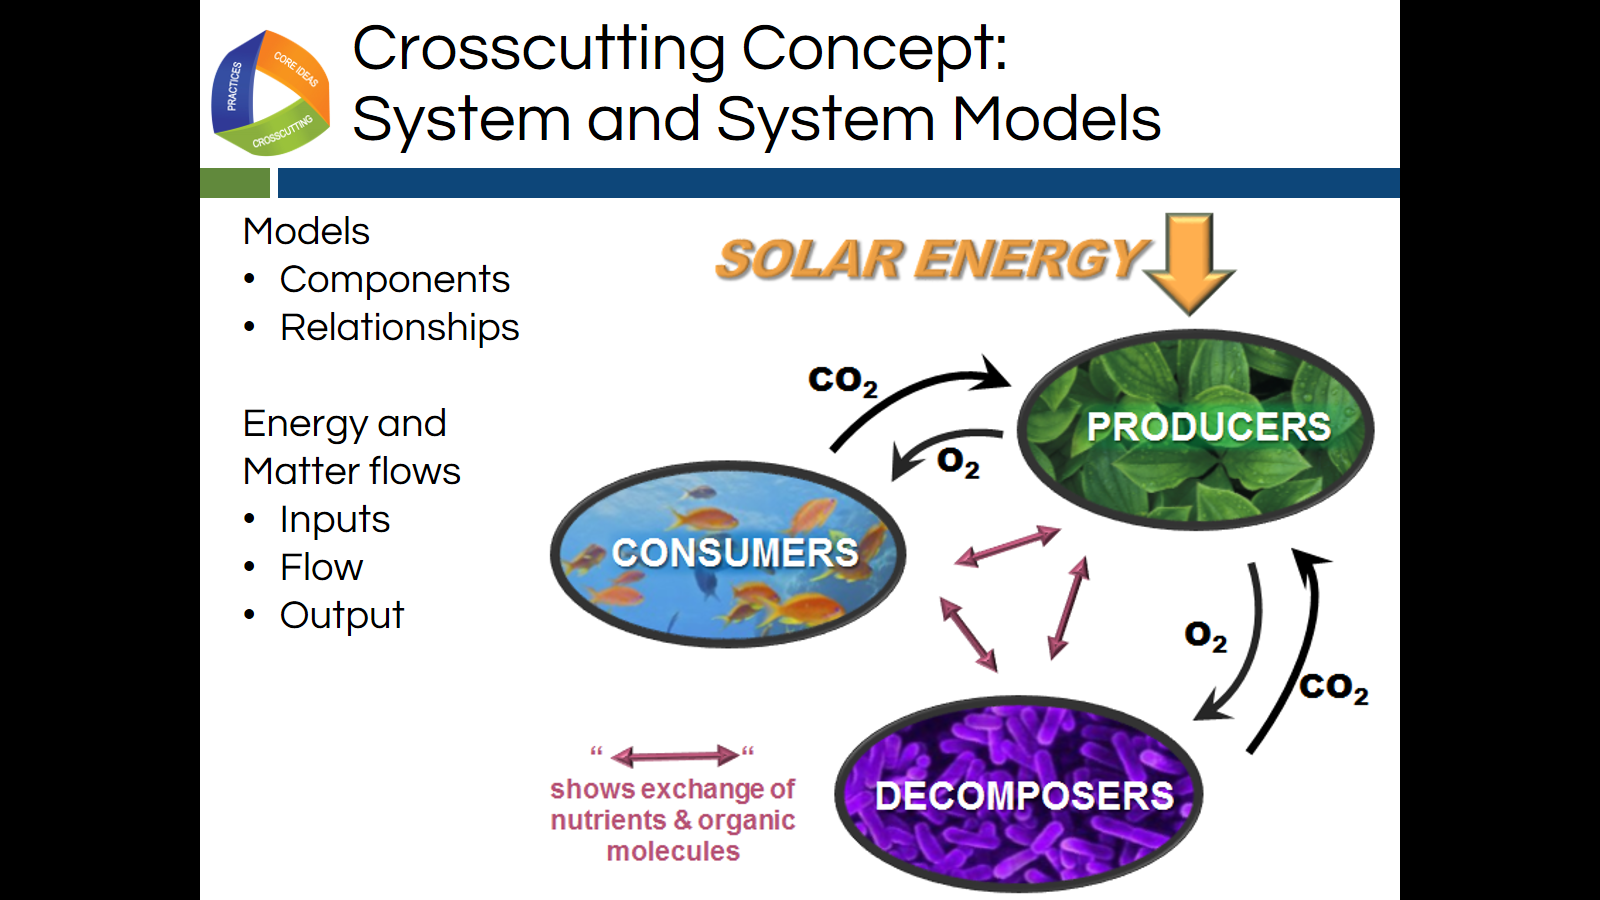 PRACTICES
CORE IDEAS
CROSSCUTTING
Crosscutting Concept:
System and System Models
Models
• Components
• Relationships
Energy and
Matter flows
• Inputs
• Flow
• Output
SOLAR ENERGY
CO2
O2
PRODUCERS
CONSUMERS
O2
CO2
DECOMPOSERS
“ “
shows exchange of
nutrients & organic
molecules